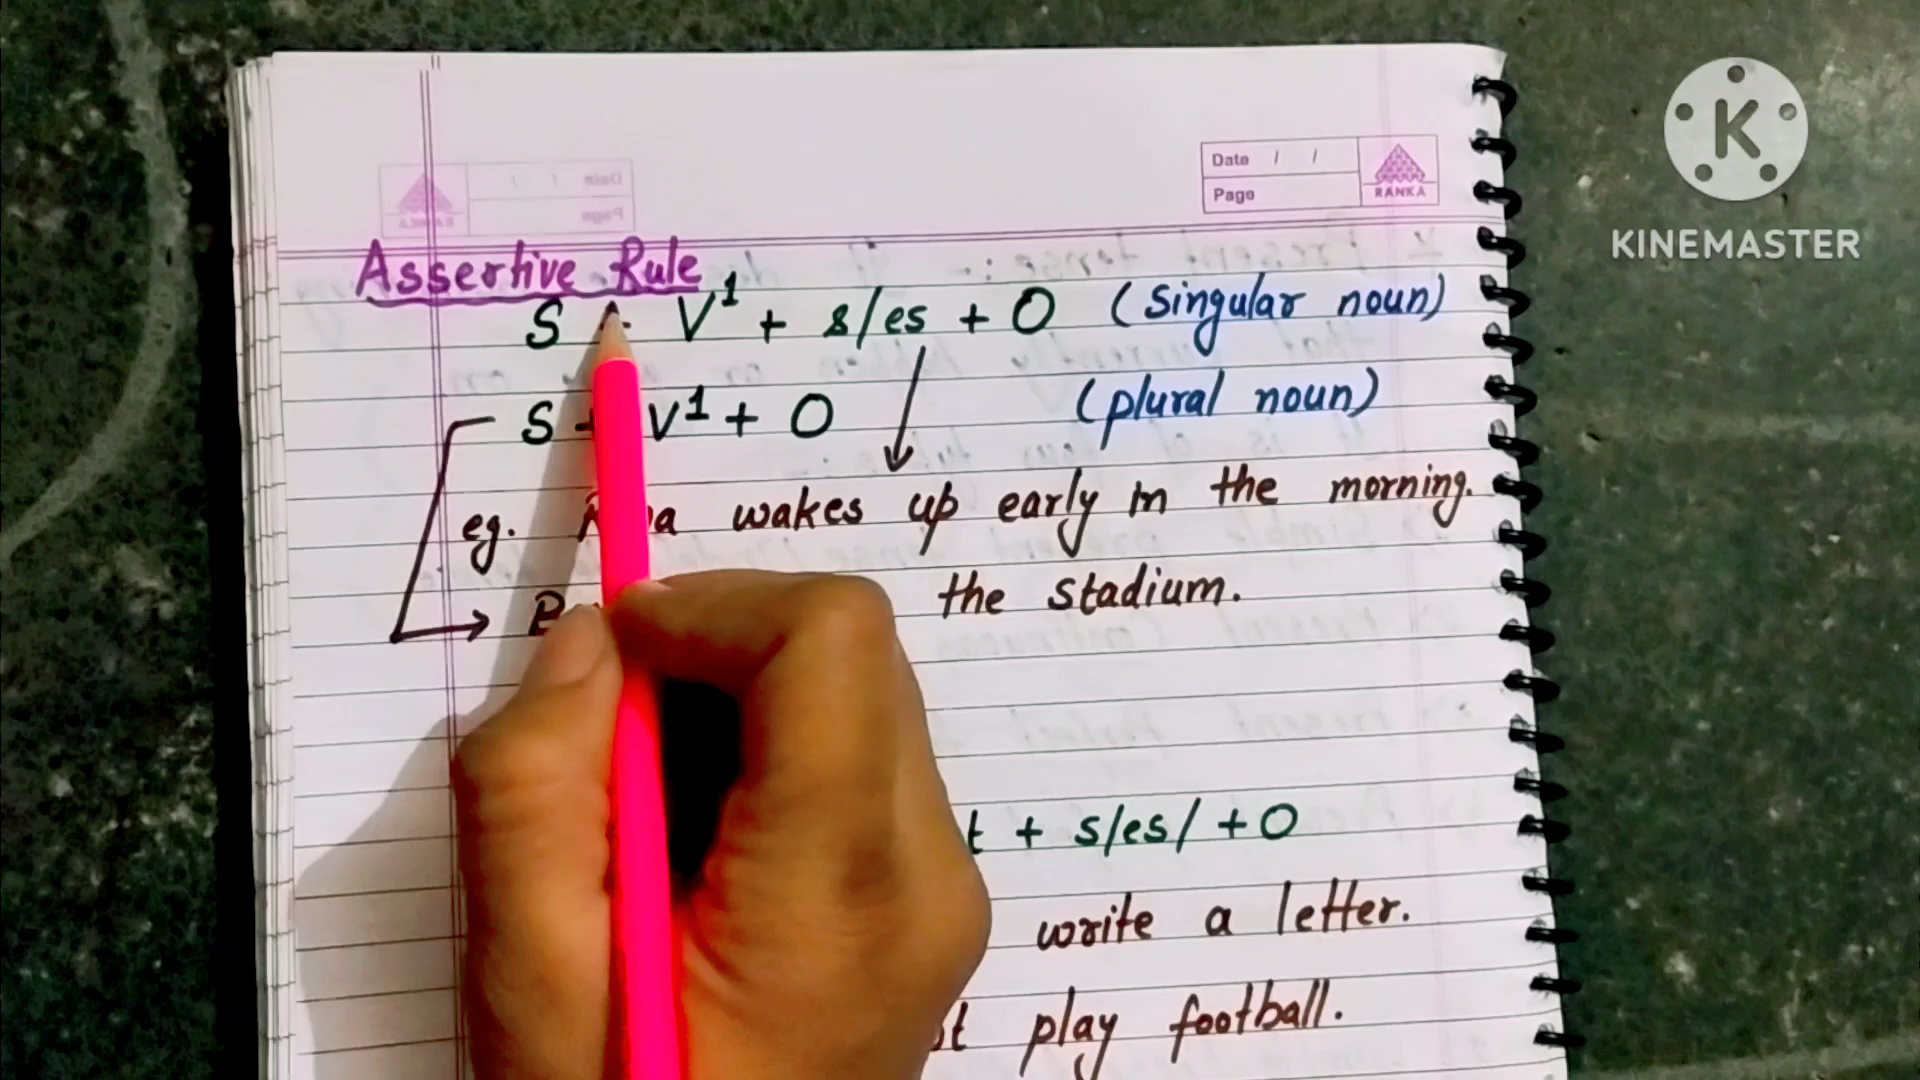 Date / /
Page
RANKA
KINEMASTER
Assertive Rule
S + V1 + s/es + O (singular noun)
S + V1 + O (plural noun)
eg. wakes up early in the morning.
the stadium.
t + s/es/ + O
write a letter.
play football.